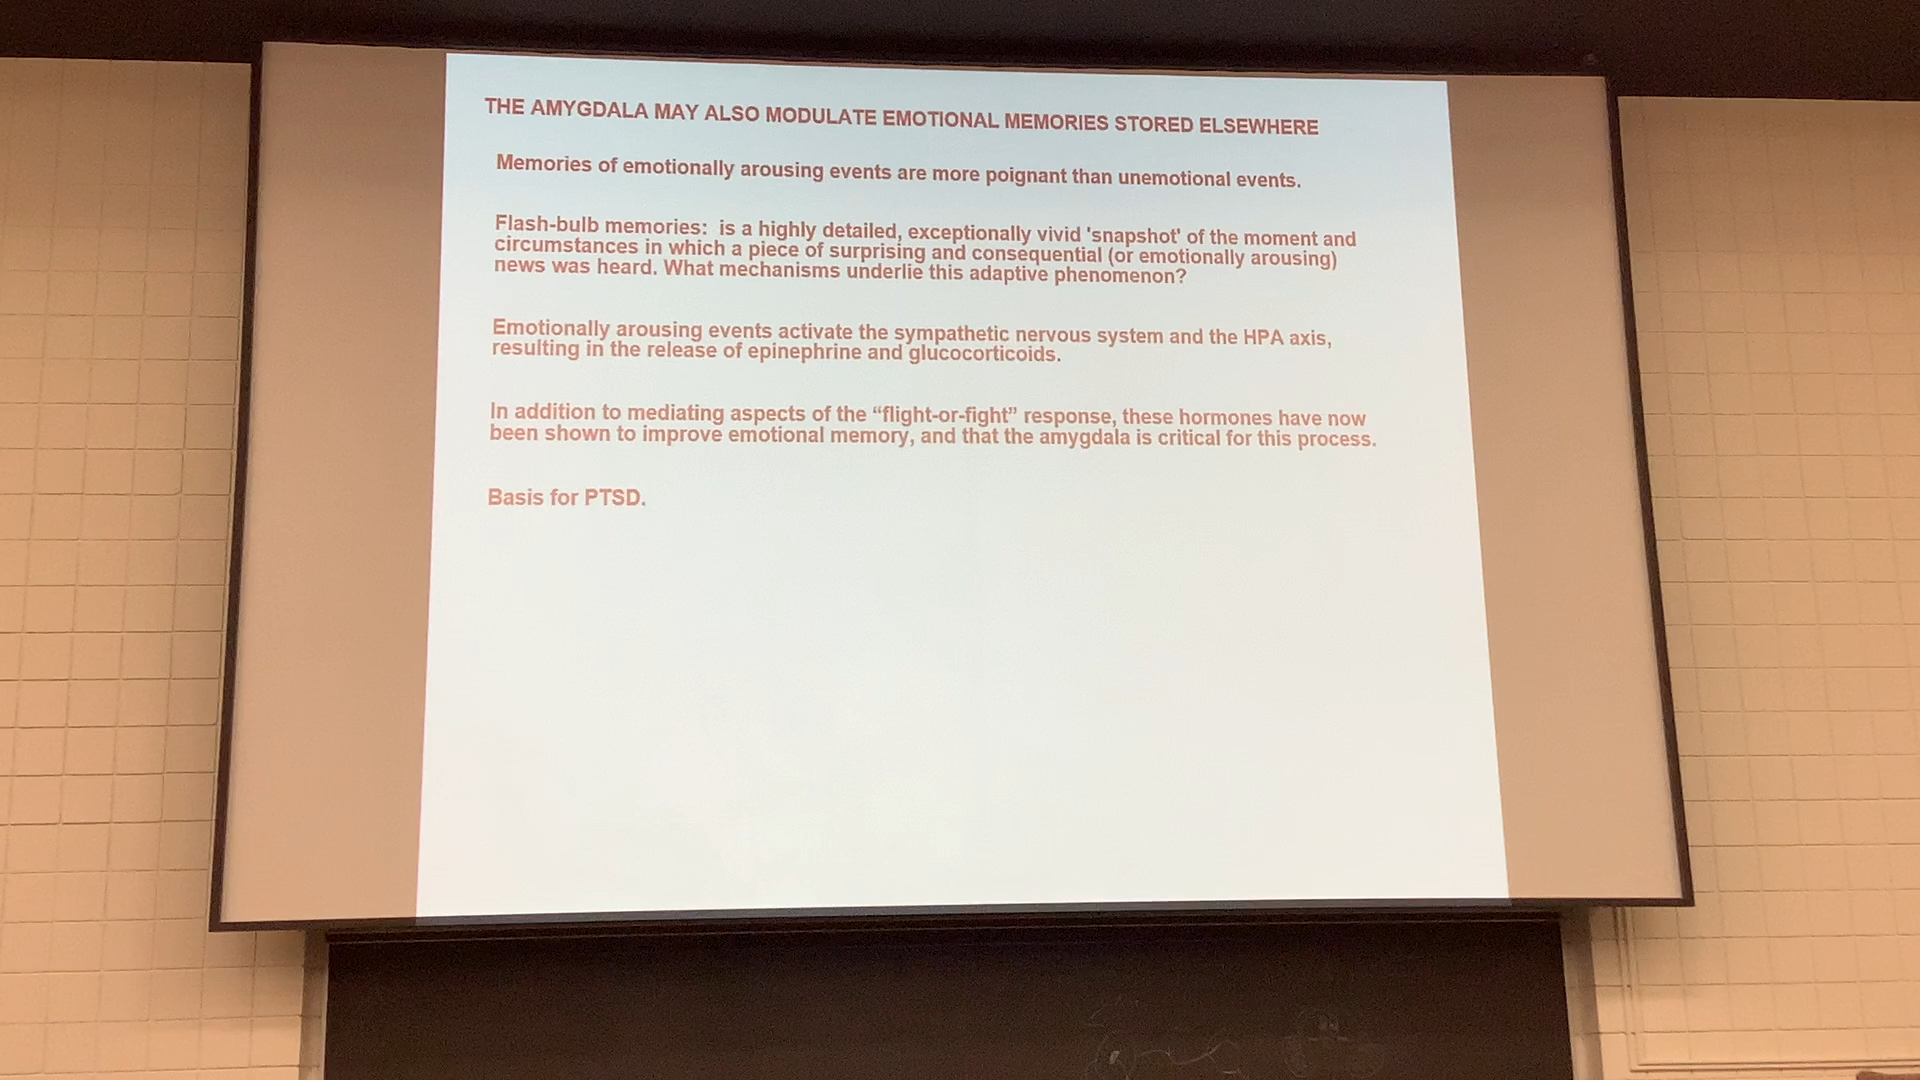 THE AMYGDALA MAY ALSO MODULATE EMOTIONAL MEMORIES STORED ELSEWHERE
Memories of emotionally arousing events are more poignant than unemotional events.
Flash-bulb memories:  is a highly detailed, exceptionally vivid 'snapshot' of the moment and
circumstances in which a piece of surprising and consequential (or emotionally arousing)
news was heard. What mechanisms underlie this adaptive phenomenon?
Emotionally arousing events activate the sympathetic nervous system and the HPA axis,
resulting in the release of epinephrine and glucocorticoids.
In addition to mediating aspects of the “flight-or-fight” response, these hormones have now
been shown to improve emotional memory, and that the amygdala is critical for this process.
Basis for PTSD.